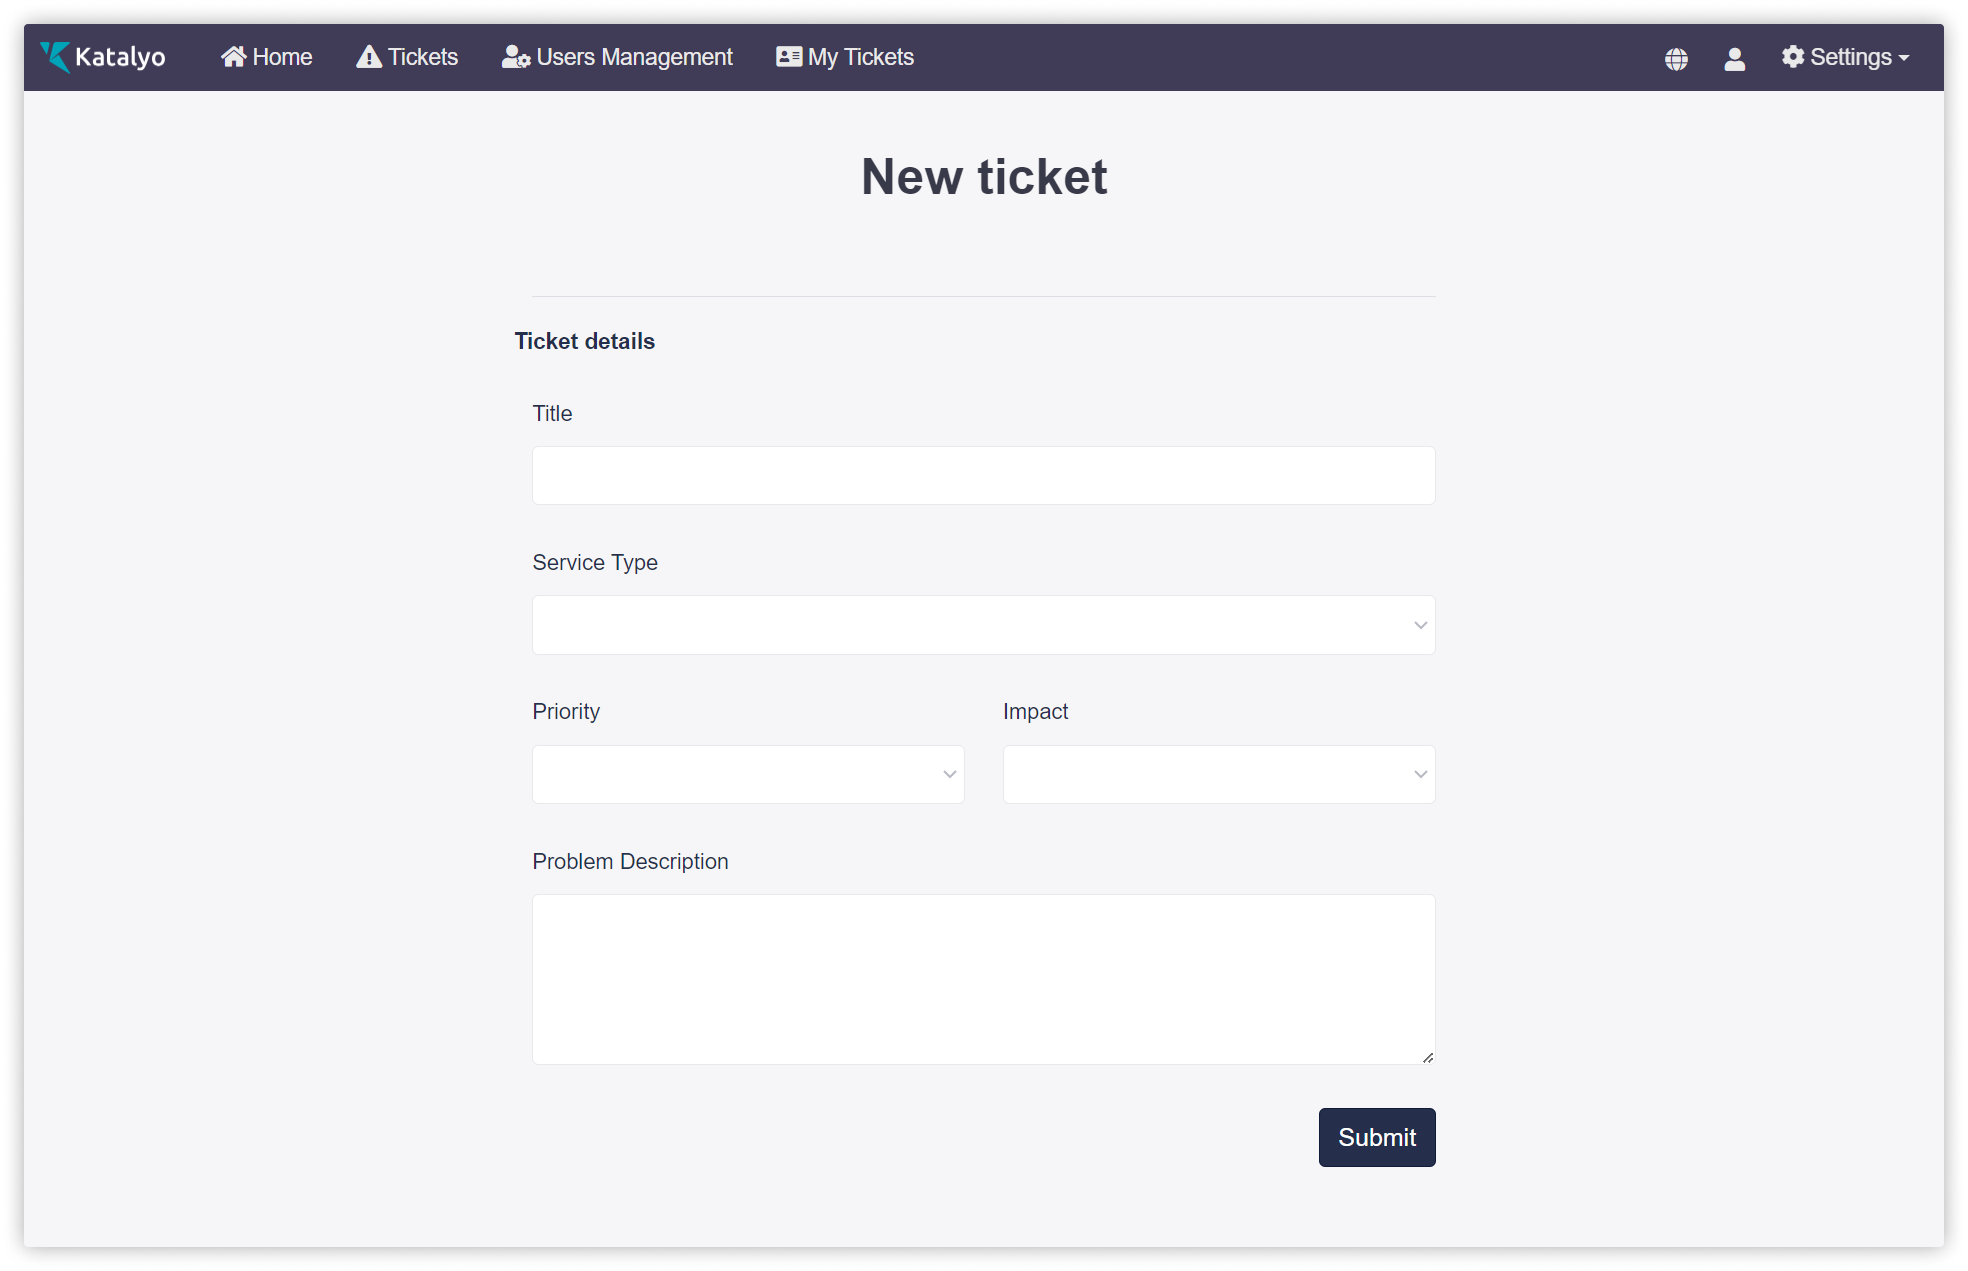 Katalyo Home Tickets Users Management My Tickets Settings
New ticket
Ticket details
Title
Service Type
Priority Impact
Problem Description
Submit